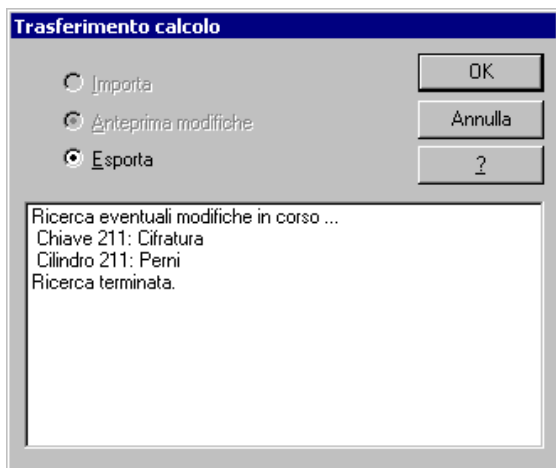 Trasferimento calcolo
Importa
Anteprima modifiche
Esporta
OK
Annulla
?
Ricerca eventuali modifiche in corso ...
Chiave 211: Cifratura
Cilindro 211: Perni
Ricerca terminata.